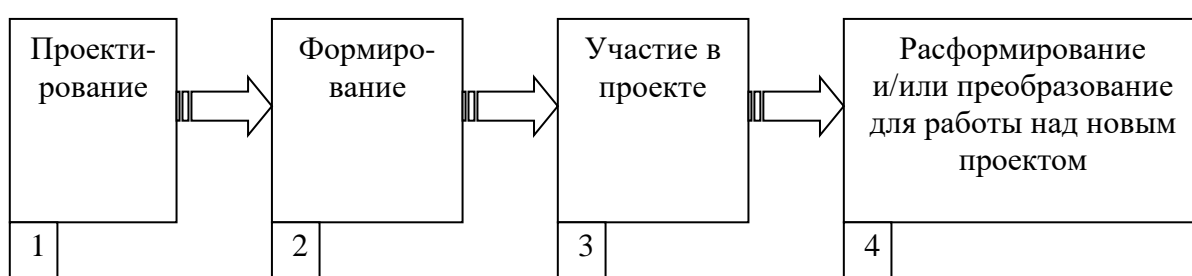 Проекти-
рование
1
Формиро-
вание
2
Участие в
проекте
3
Расформирование
и/или преобразование
для работы над новым
проектом
4